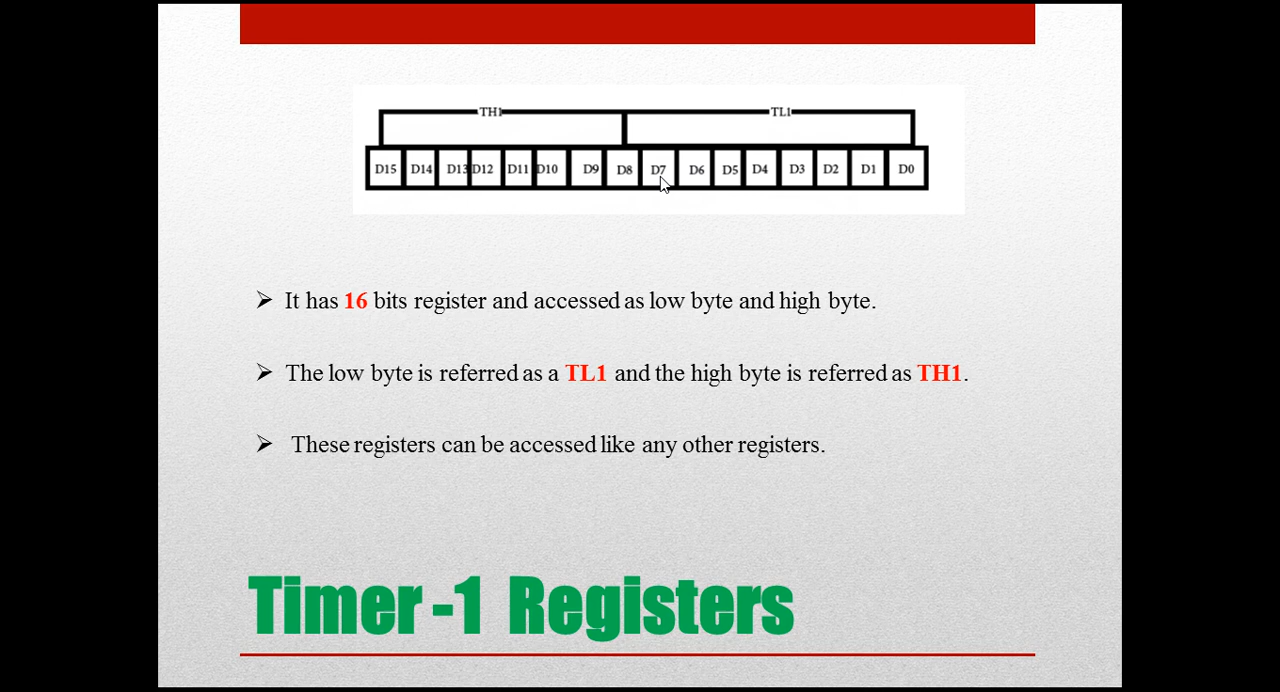 TH1 TL1
D15 D14 D13 D12 D11 D10 D9 D8 D7 D6 D5 D4 D3 D2 D1 D0
➢ It has 16 bits register and accessed as low byte and high byte.
➢ The low byte is referred as a TL1 and the high byte is referred as TH1.
➢ These registers can be accessed like any other registers.
Timer -1 Registers